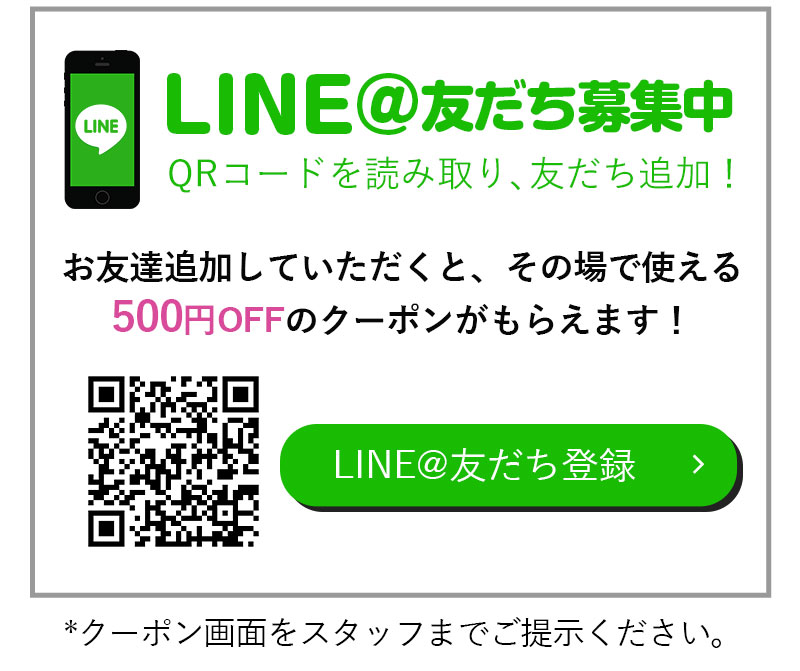 LINE
LINE@友だち募集中
QRコードを読み取り、友だち追加！
お友達追加していただくと、その場で使える
500円OFFのクーポンがもらえます！
LINE@友だち登録
*クーポン画面をスタッフまでご提示ください。